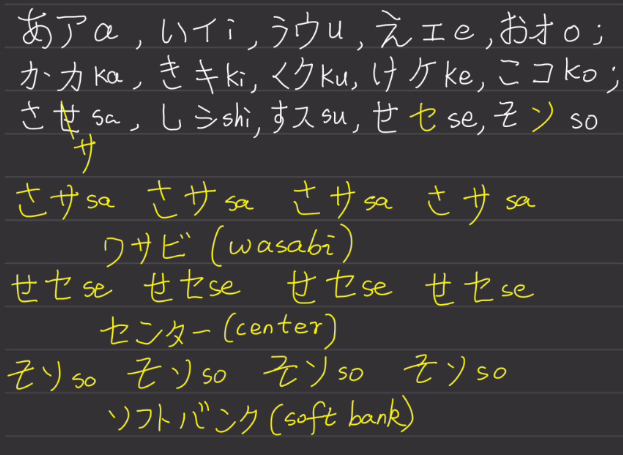 あアa, いイi, うウu, えエe, おオo;
かカka, きキki, くクku, けケke, こコko;
させsa, しシshi, すスsu, せセse, そソso
サ
さサsa さサsa さサsa さサsa
ワサビ (wasabi)
せセse せセse せセse せセse
センター (center)
そソso そソso そソso そソso
ソフトバンク (soft bank)